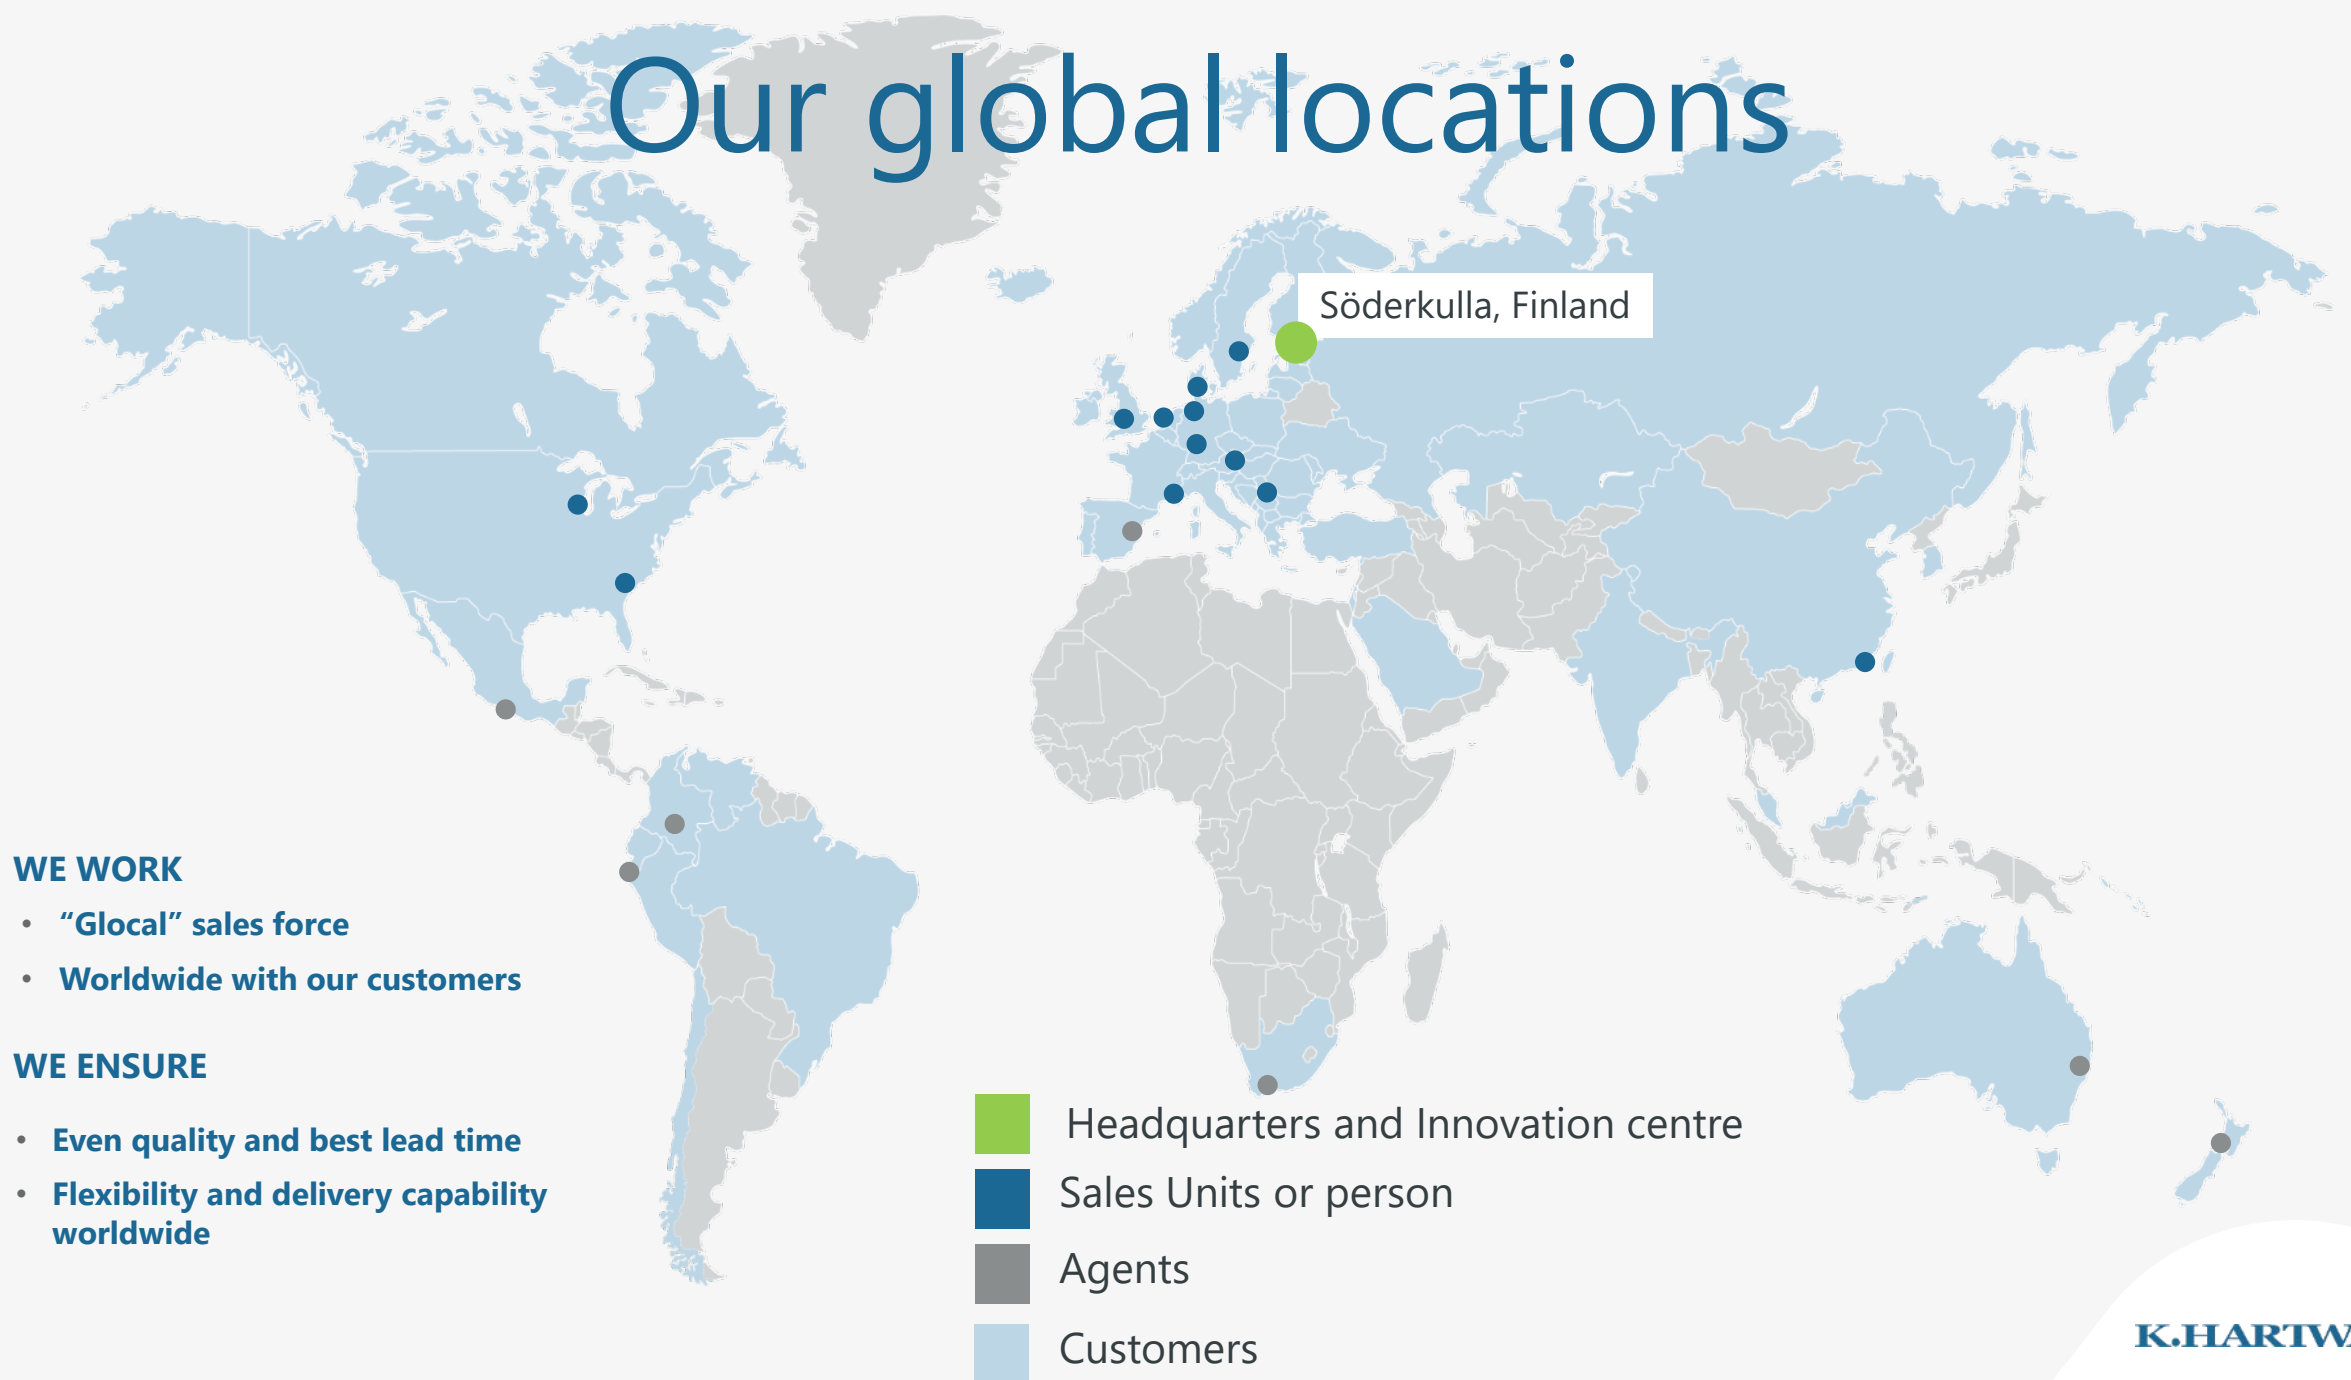 Our global locations
Söderkulla, Finland
WE WORK
• “Glocal” sales force
• Worldwide with our customers
WE ENSURE
• Even quality and best lead time
• Flexibility and delivery capability
worldwide
Headquarters and Innovation centre
Sales Units or person
Agents
Customers